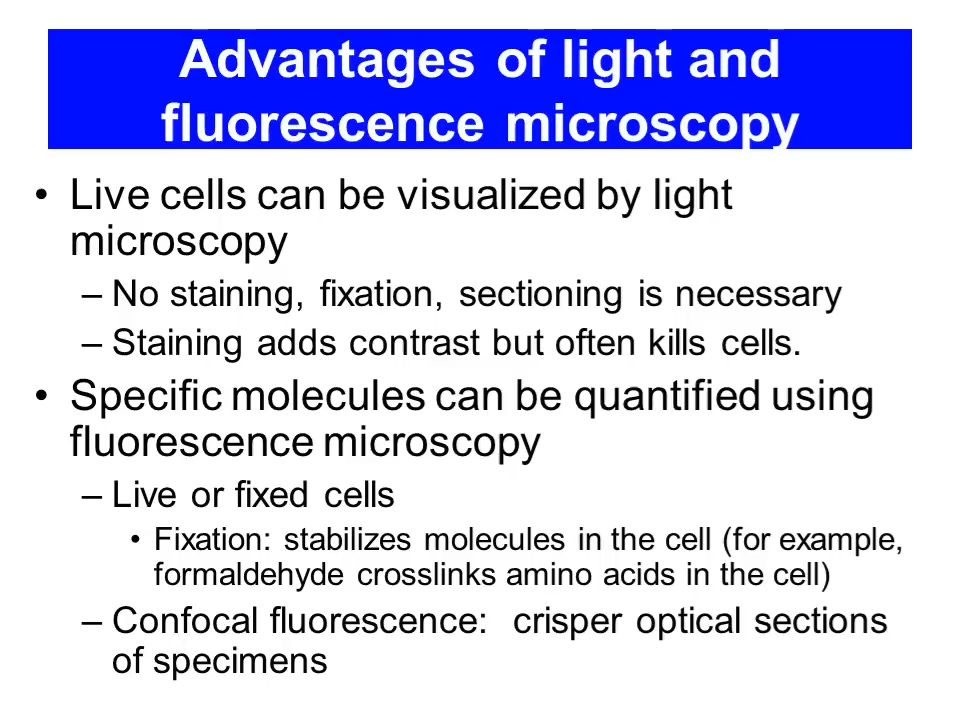 Advantages of light and
fluorescence microscopy
• Live cells can be visualized by light
microscopy
– No staining, fixation, sectioning is necessary
– Staining adds contrast but often kills cells.
• Specific molecules can be quantified using
fluorescence microscopy
– Live or fixed cells
• Fixation: stabilizes molecules in the cell (for example,
formaldehyde crosslinks amino acids in the cell)
– Confocal fluorescence: crisper optical sections
of specimens